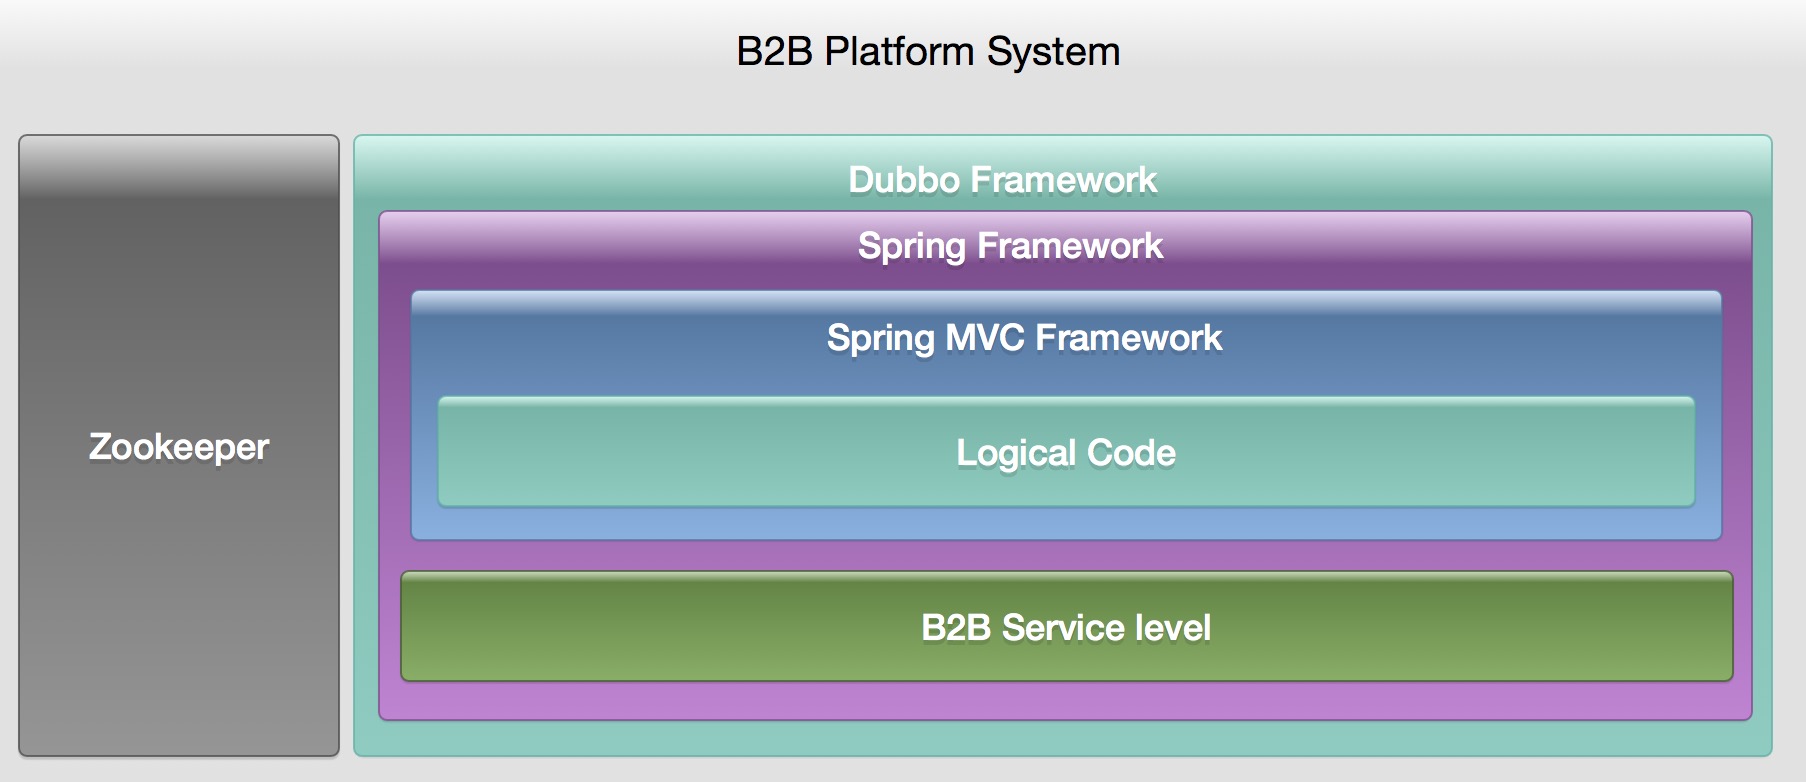 B2B Platform System
Zookeeper
Dubbo Framework
Spring Framework
Spring MVC Framework
Logical Code
B2B Service level